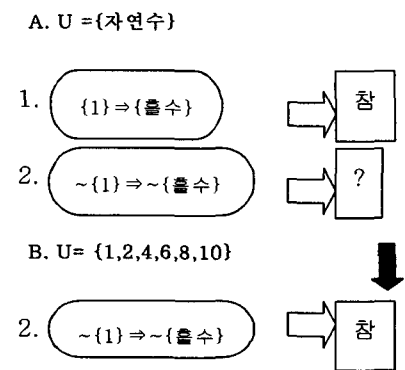 A. U ={자연수}
1. {1}⇒{홀수} 참
2. ~{1}⇒~{홀수} ?
B. U= {1,2,4,6,8,10}
2. ~{1}⇒~{홀수} 참